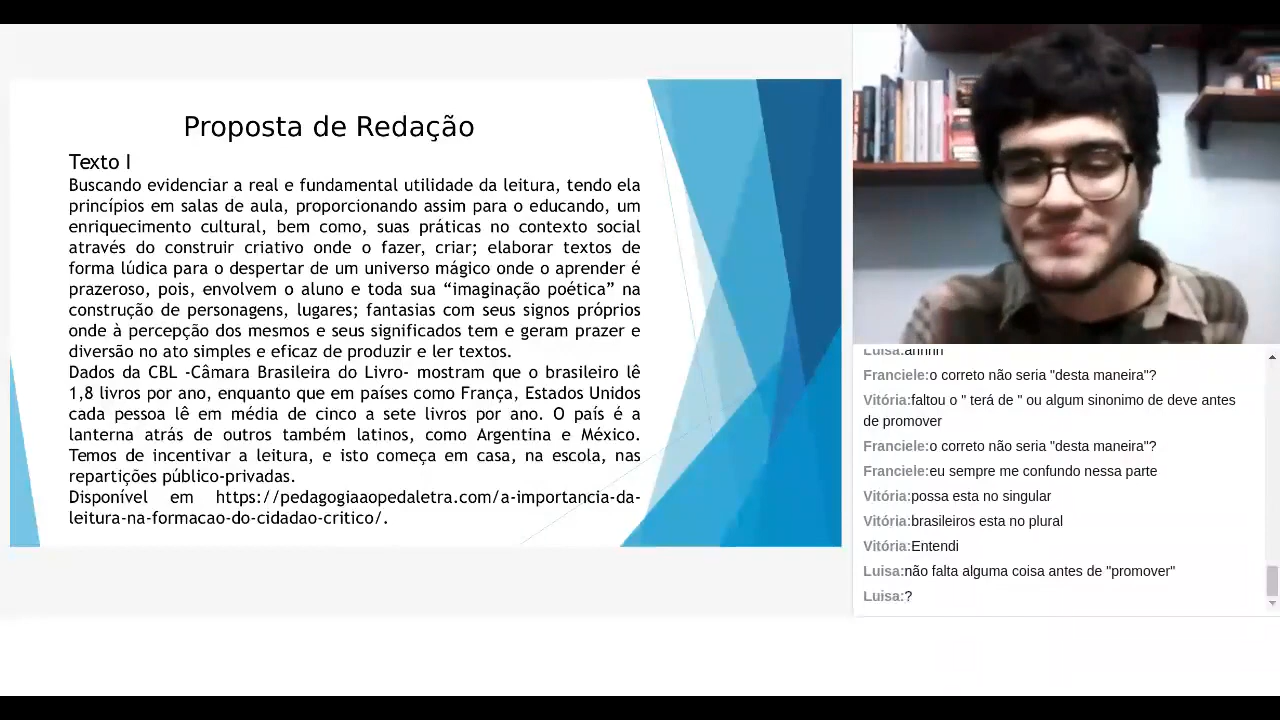 Proposta de Redação
Texto I
Buscando evidenciar a real e fundamental utilidade da leitura, tendo ela
princípios em salas de aula, proporcionando assim para o educando, um
enriquecimento cultural, bem como, suas práticas no contexto social
através do construir criativo onde o fazer, criar; elaborar textos de
forma lúdica para o despertar de um universo mágico onde o aprender é
prazeroso, pois, envolvem o aluno e toda sua “imaginação poética” na
construção de personagens, lugares; fantasias com seus signos próprios
onde à percepção dos mesmos e seus significados tem e geram prazer e
diversão no ato simples e eficaz de produzir e ler textos.
Dados da CBL -Câmara Brasileira do Livro- mostram que o brasileiro lê
1,8 livros por ano, enquanto que em países como França, Estados Unidos
cada pessoa lê em média de cinco a sete livros por ano. O país é a
lanterna atrás de outros também latinos, como Argentina e México.
Temos de incentivar a leitura, e isto começa em casa, na escola, nas
repartições público-privadas.
Disponível em https://pedagogiaaopedaletra.com/a-importancia-da-
leitura-na-formacao-do-cidadao-critico/.
Luisa:ahhhh
Franciele:o correto não seria "desta maneira"?
Vitória:faltou o " terá de " ou algum sinonimo de deve antes
de promover
Franciele:o correto não seria "desta maneira"?
Franciele:eu sempre me confundo nessa parte
Vitória:possa esta no singular
Vitória:brasileiros esta no plural
Vitória:Entendi
Luisa:não falta alguma coisa antes de "promover"
Luisa:?